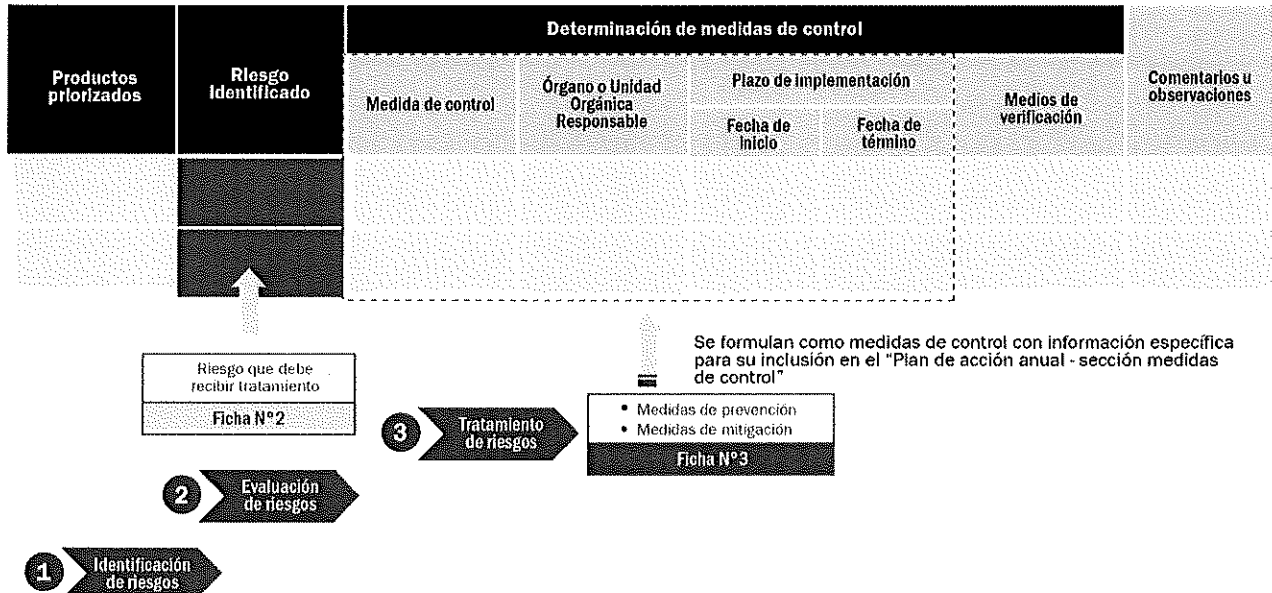 Determinación de medidas de control
Productos
priorizados
Riesgo
Identificado
Medida de control
Órgano o Unidad
Orgánica
Responsable
Plazo de implementación
Fecha de
inicio
Fecha de
término
Medios de
verificación
Comentarios u
observaciones
Riesgo que debe
recibir tratamiento
Ficha N°2
Se formulan como medidas de control con información específica
para su inclusión en el "Plan de acción anual - sección medidas
de control"
3
Tratamiento
de riesgos
• Medidas de prevención
• Medidas de mitigación
Ficha N°3
2
Evaluación
de riesgos
1
Identificación
de riesgos